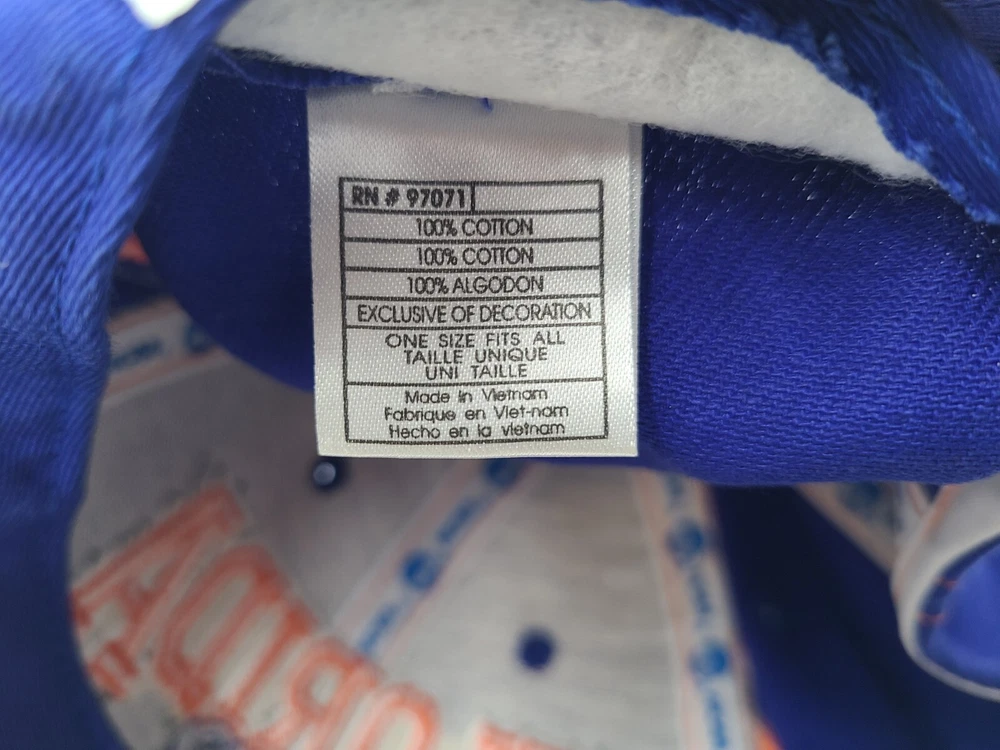 RN # 97071
100% COTTON
100% COTTON
100% ALGODON
EXCLUSIVE OF DECORATION
ONE SIZE FITS ALL
TAILLE UNIQUE
UNI TAILLE
Made in Vietnam
Fabrique en Viet-nam
Hecho en la vietnam